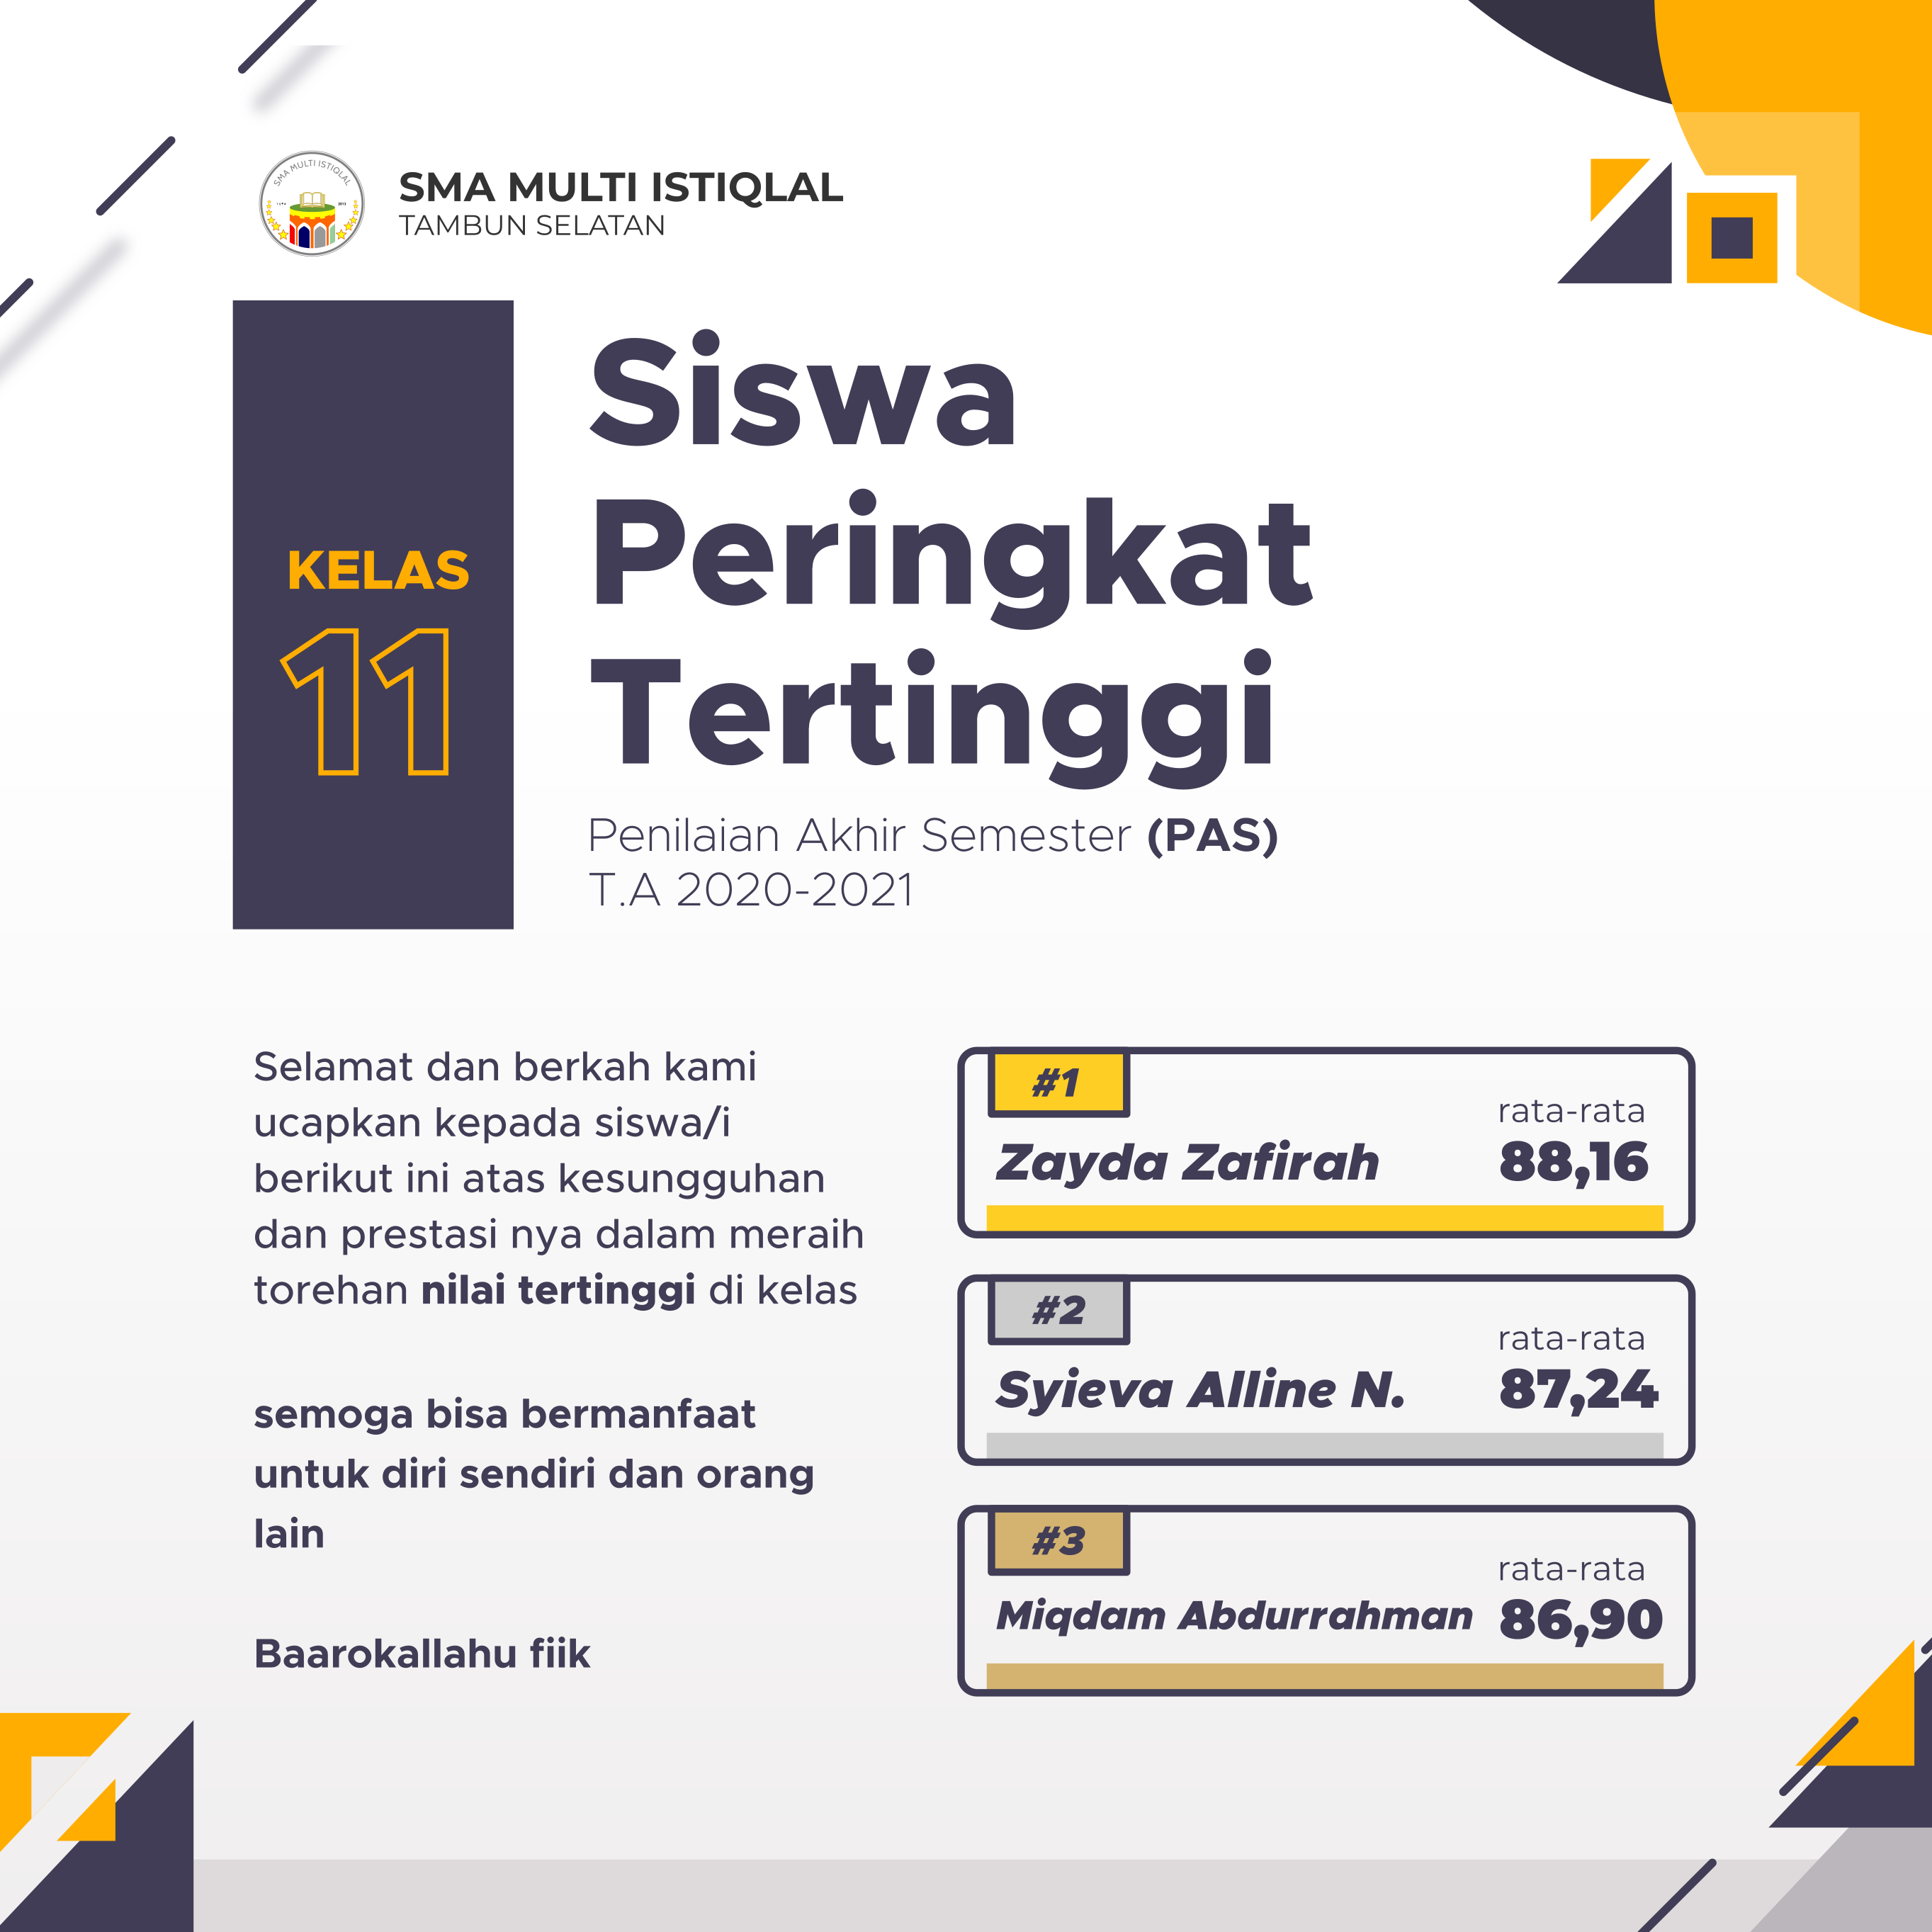 SMA MULTI ISTIQLAL
SMA MULTI ISTIQLAL
TAMBUN SELATAN
KELAS
11
Siswa
Peringkat
Tertinggi
Penilaian Akhir Semester (PAS)
T.A 2020-2021
Selamat dan berkah kami
ucapkan kepada siswa/i
berikut ini atas kesungguhan
dan prestasi nya dalam meraih
torehan nilai tertinggi di kelas
semoga bisa bermanfaat
untuk diri sendiri dan orang
lain
Baarokallahu fiik
#1
Zayda Zafirah
rata-rata
88,16
#2
Syieva Alline N.
rata-rata
87,24
#3
Miqdam Abdurrahman
rata-rata
86,90